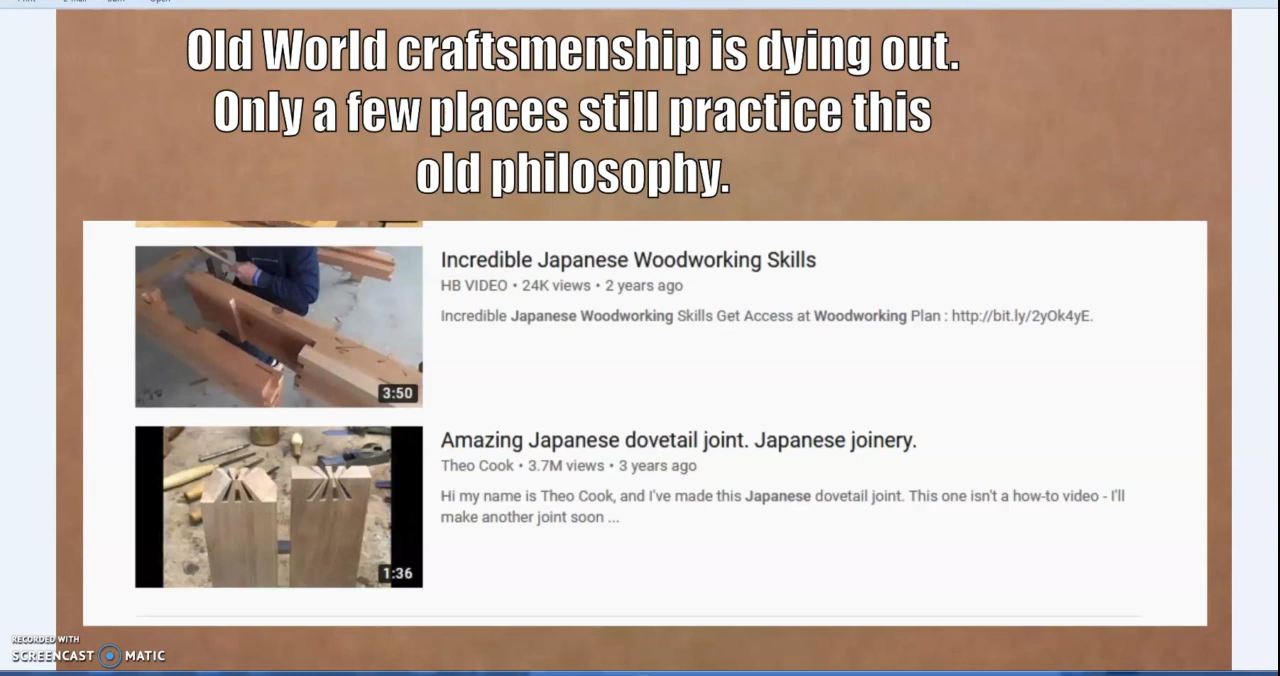 Old World craftsmenship is dying out.
Only a few places still practice this
old philosophy.
Incredible Japanese Woodworking Skills
HB VIDEO • 24K views • 2 years ago
Incredible Japanese Woodworking Skills Get Access at Woodworking Plan : http://bit.ly/2yOk4yE.
3:50
Amazing Japanese dovetail joint. Japanese joinery.
Theo Cook • 3.7M views • 3 years ago
Hi my name is Theo Cook, and I've made this Japanese dovetail joint. This one isn't a how-to video - I'll
make another joint soon ...
1:36
RECORDED WITH
SCREENCAST MATIC